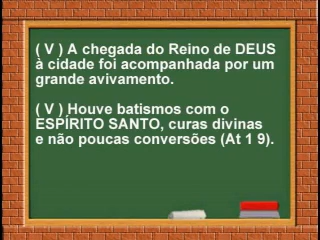 ( V ) A chegada do Reino de DEUS
à cidade foi acompanhada por um
grande avivamento.
( V ) Houve batismos com o
ESPÍRITO SANTO, curas divinas
e não poucas conversões (At 1 9).